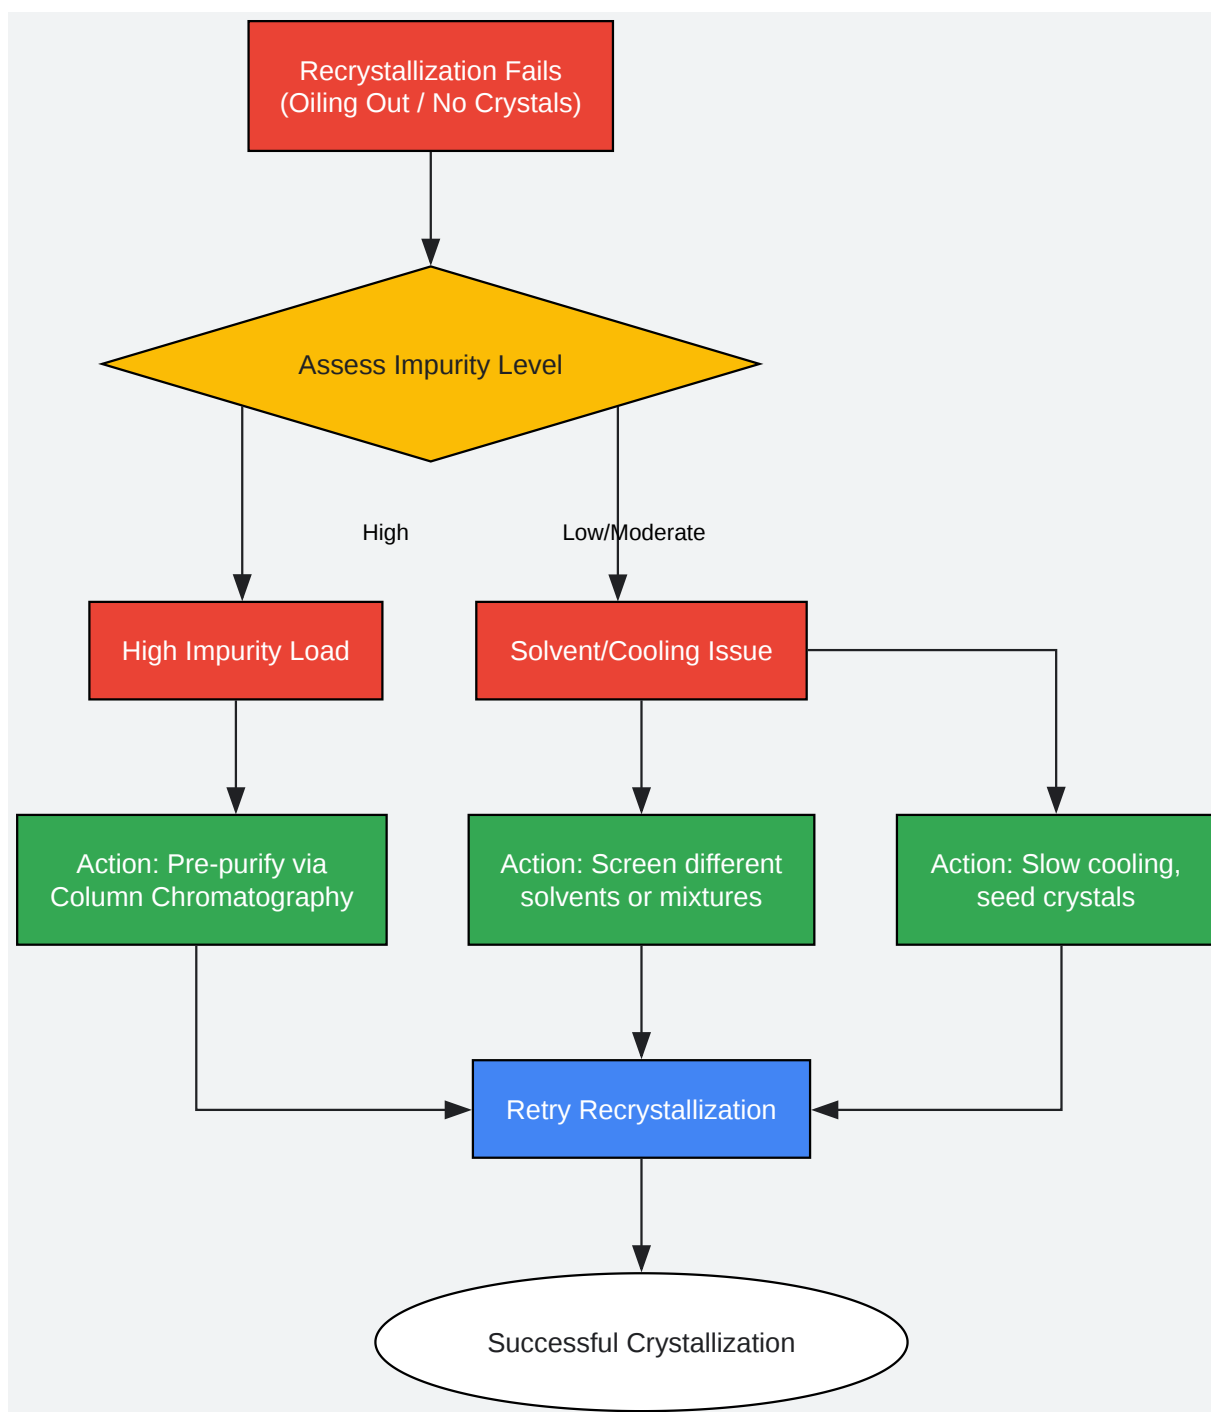 Recrystallization Fails
(Oiling Out / No Crystals)
Assess Impurity Level
High
Low/Moderate
High Impurity Load
Solvent/Cooling Issue
Action: Pre-purify via
Column Chromatography
Action: Screen different
solvents or mixtures
Action: Slow cooling,
seed crystals
Retry Recrystallization
Successful Crystallization